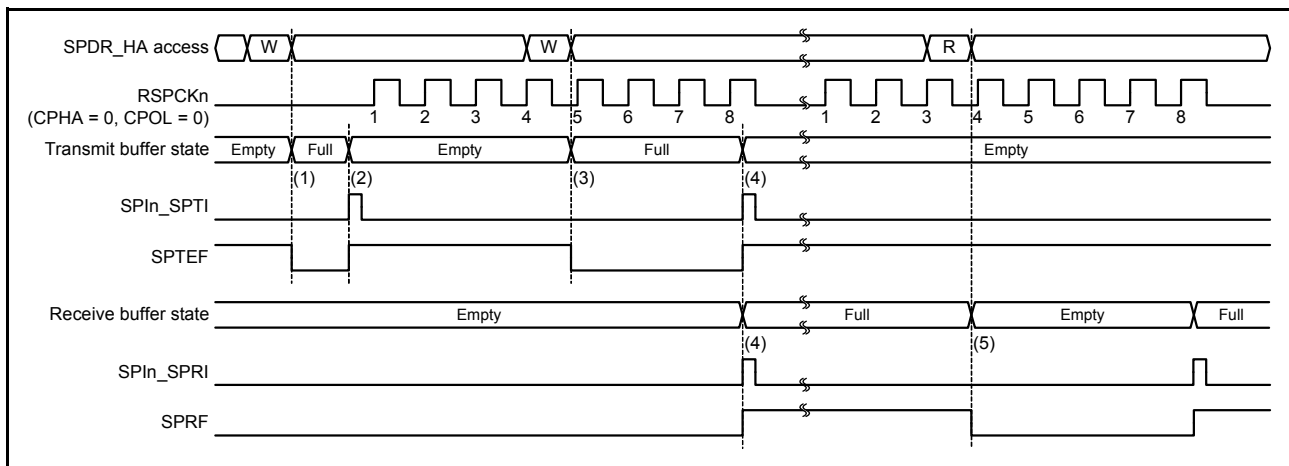 SPDR_HA access W W R
RSPCKn
(CPHA = 0, CPOL = 0)
1 2 3 4 5 6 7 8 1 2 3 4 5 6 7 8
Transmit buffer state Empty Full Empty Full Empty
(1) (2) (3) (4)
SPIn_SPTI
SPTEF
Receive buffer state Empty Full Empty Full
(4) (5)
SPIn_SPRI
SPRF